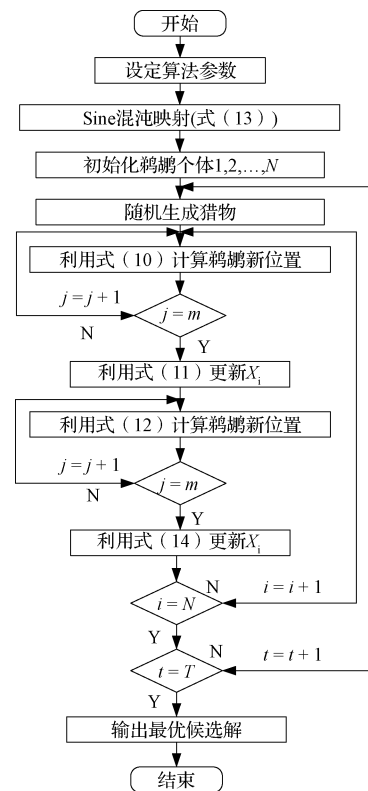 开始
设定算法参数
Sine混沌映射(式（13）)
初始化鹈鹕个体1,2,…,N
随机生成猎物
利用式（10）计算鹈鹕新位置
j = j + 1
j = m
N
Y
利用式（11）更新Xi
利用式（12）计算鹈鹕新位置
j = j + 1
j = m
N
Y
利用式（14）更新Xi
N
i = i + 1
i = N
Y
N
t = t + 1
t = T
Y
输出最优候选解
结束